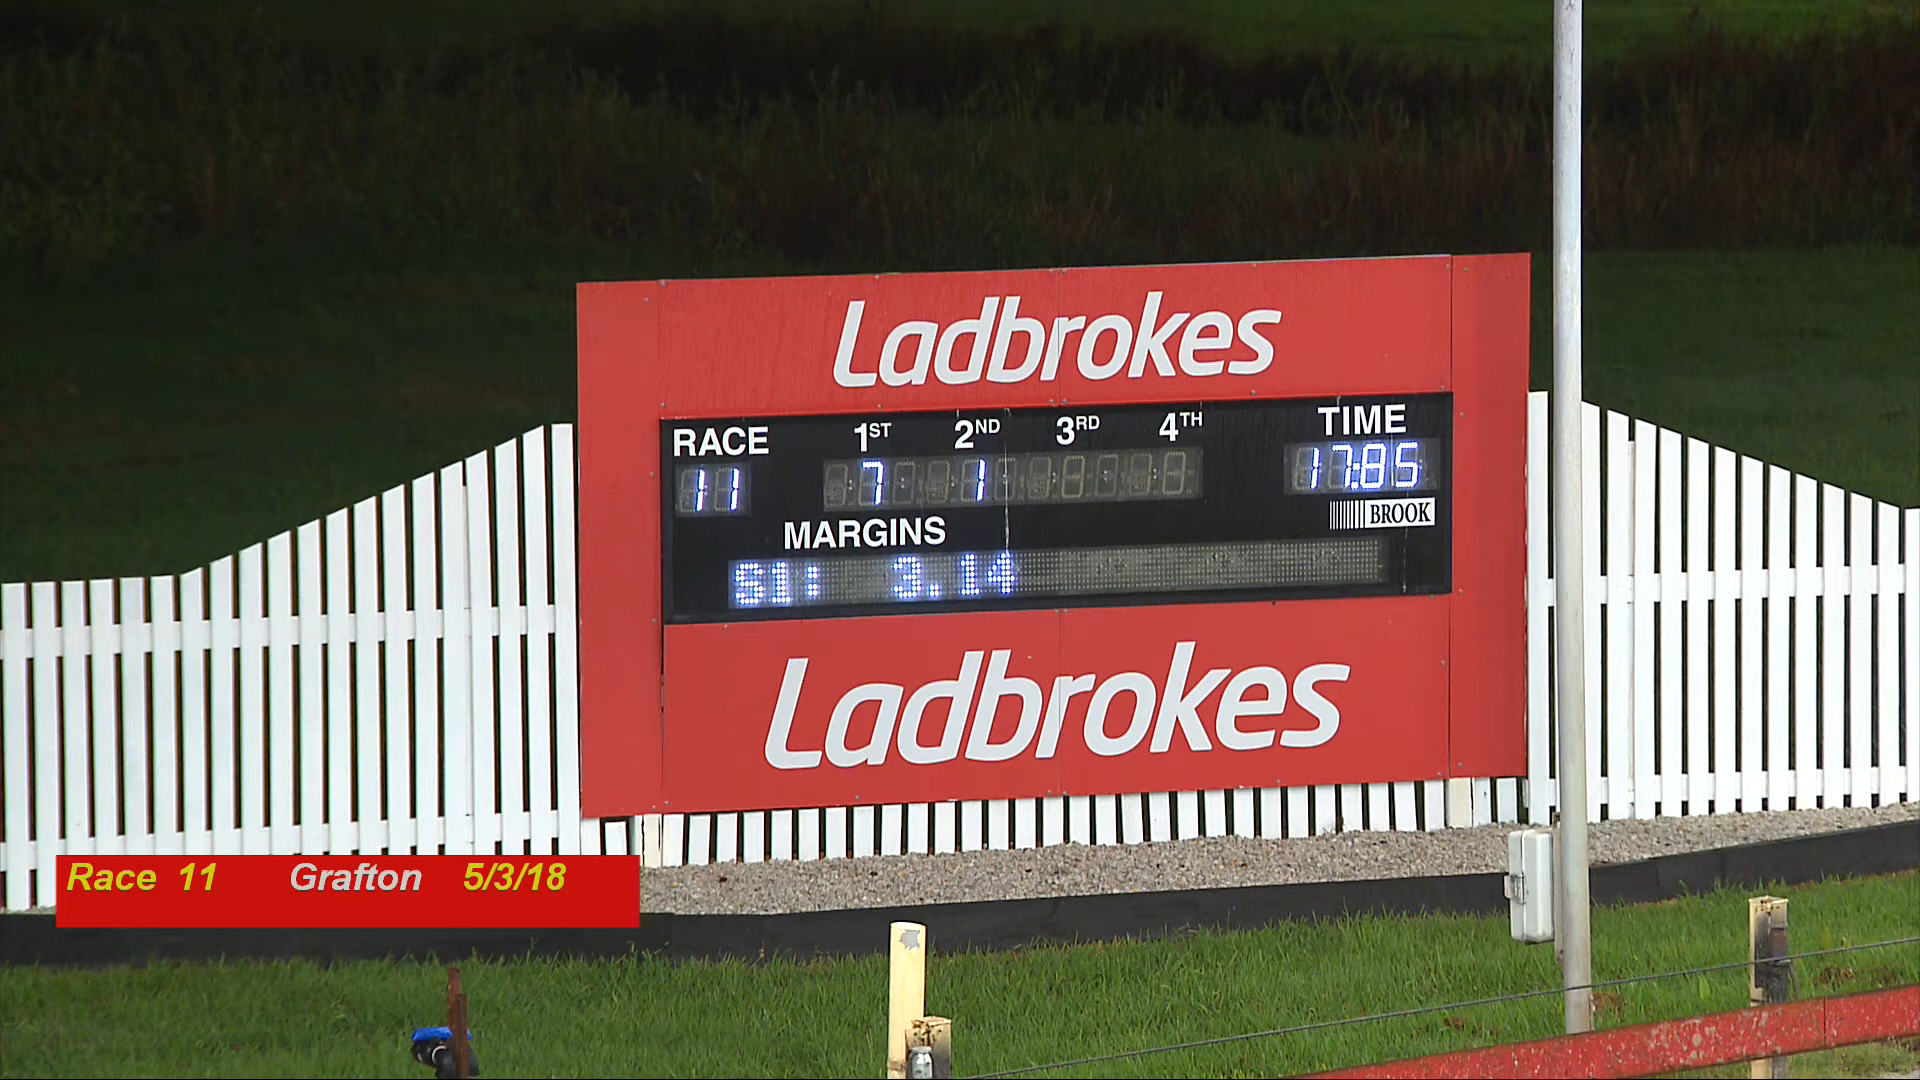 Ladbrokes
RACE 1ST 2ND 3RD 4TH TIME
11 7 1 17:85
BROOK
MARGINS
S1: 3.14
Ladbrokes
Race 11 Grafton 5/3/18